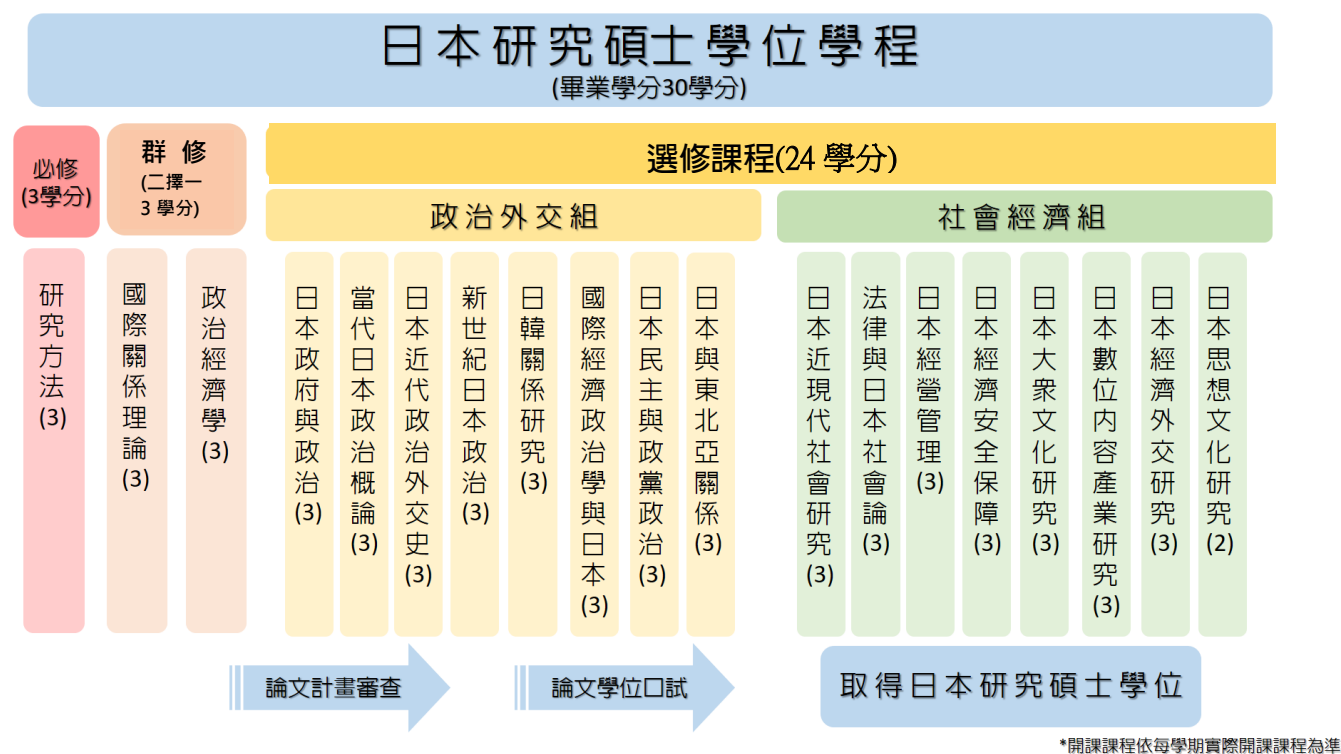 日本研究碩士學位學程
(畢業學分30學分)
必修
(3學分)
群 修
(二擇一
3 學分)
選修課程(24 學分)
政治外交組
社會經濟組
研究方法(3)
國際關係理論(3)
政治經濟學(3)
日本政府與政治(3)
當代日本政治概論(3)
日本近代政治外交史(3)
新世紀日本政治(3)
日韓關係研究(3)
國際經濟政治學與日本(3)
日本民主與政黨政治(3)
日本與東北亞關係(3)
日本近現代社會研究(3)
法律與日本社會論(3)
日本經營管理(3)
日本經濟安全保障(3)
日本大衆文化研究(3)
日本數位內容產業研究(3)
日本經濟外交研究(3)
日本思想文化研究(2)
論文計畫審查
論文學位口試
取得日本研究碩士學位
*開課課程依每學期實際開課課程為準